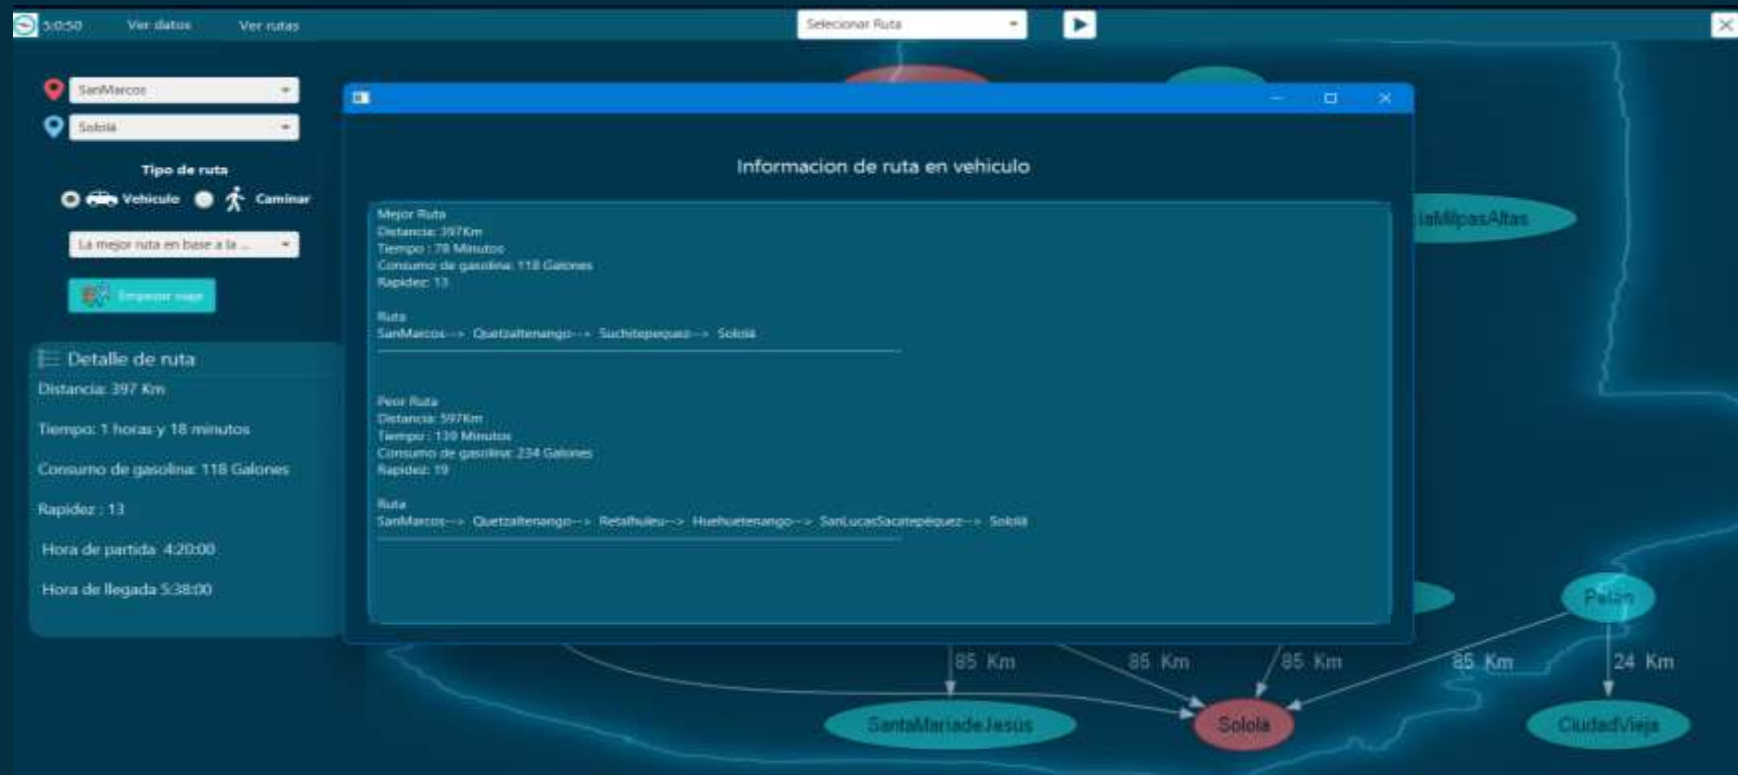 5:0:50 Ver datos Ver rutas Selecionar Ruta
SanMarcos
Sololá
Tipo de ruta
Vehiculo Caminar
La mejor ruta en base a la ...
Empezar viaje
Detalle de ruta
Distancia: 397 Km
Tiempo: 1 horas y 18 minutos
Consumo de gasolina: 118 Galones
Rapidez : 13
Hora de partida 4:20:00
Hora de llegada 5:38:00
Informacion de ruta en vehiculo
Mejor Ruta
Distancia: 397Km
Tiempo : 78 Minutos
Consumo de gasolina: 118 Galones
Rapidez: 13
Ruta
SanMarcos--> Quetzaltenango--> Suchitepequez--> Sololá
Peor Ruta
Distancia: 597Km
Tiempo : 139 Minutos
Consumo de gasolina: 234 Galones
Rapidez: 19
Ruta
SanMarcos--> Quetzaltenango--> Retalhuleu--> Huehuetenango--> SanLucasSacatepéquez--> Sololá
iaMilpasAltas
Petén
85 Km 85 Km 85 Km 85 Km 24 Km
SantaMaríadeJesús Sololá CiudadVieja